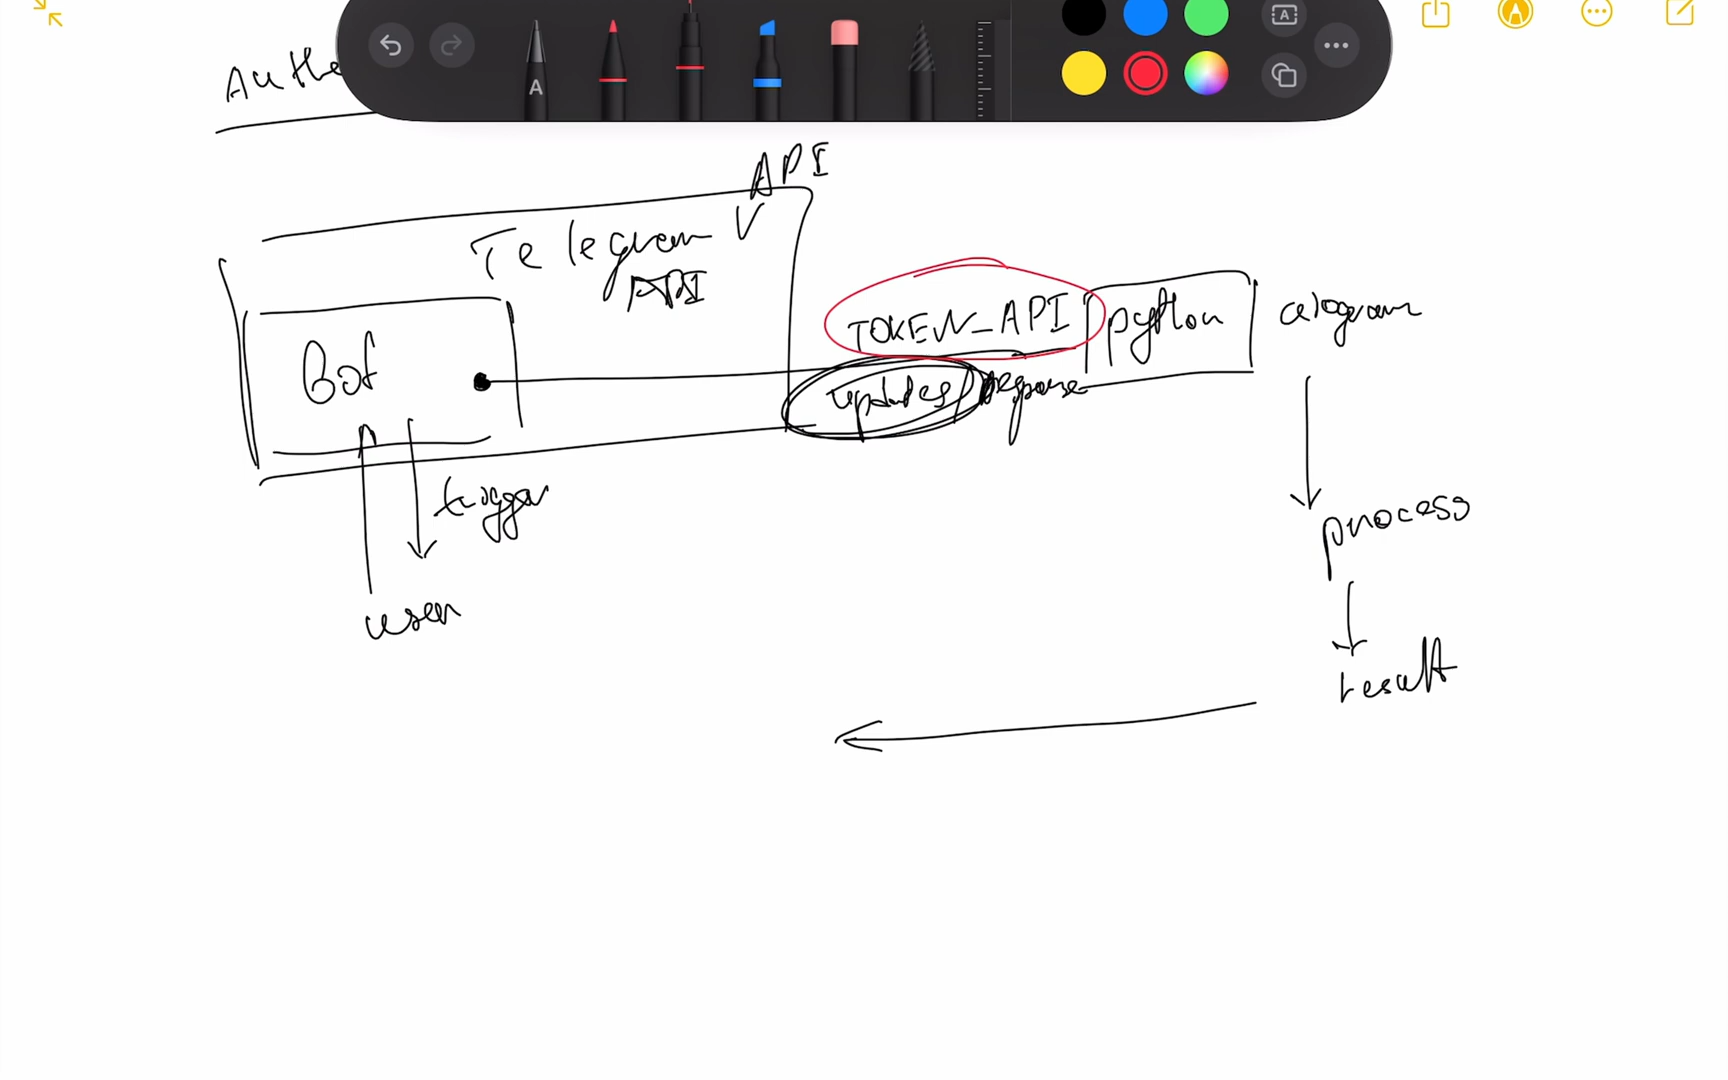 Authe
API
Telegram V
API
TOKEN_API
python
aiogram
Bot
updates
response
trigger
process
user
result
A
A